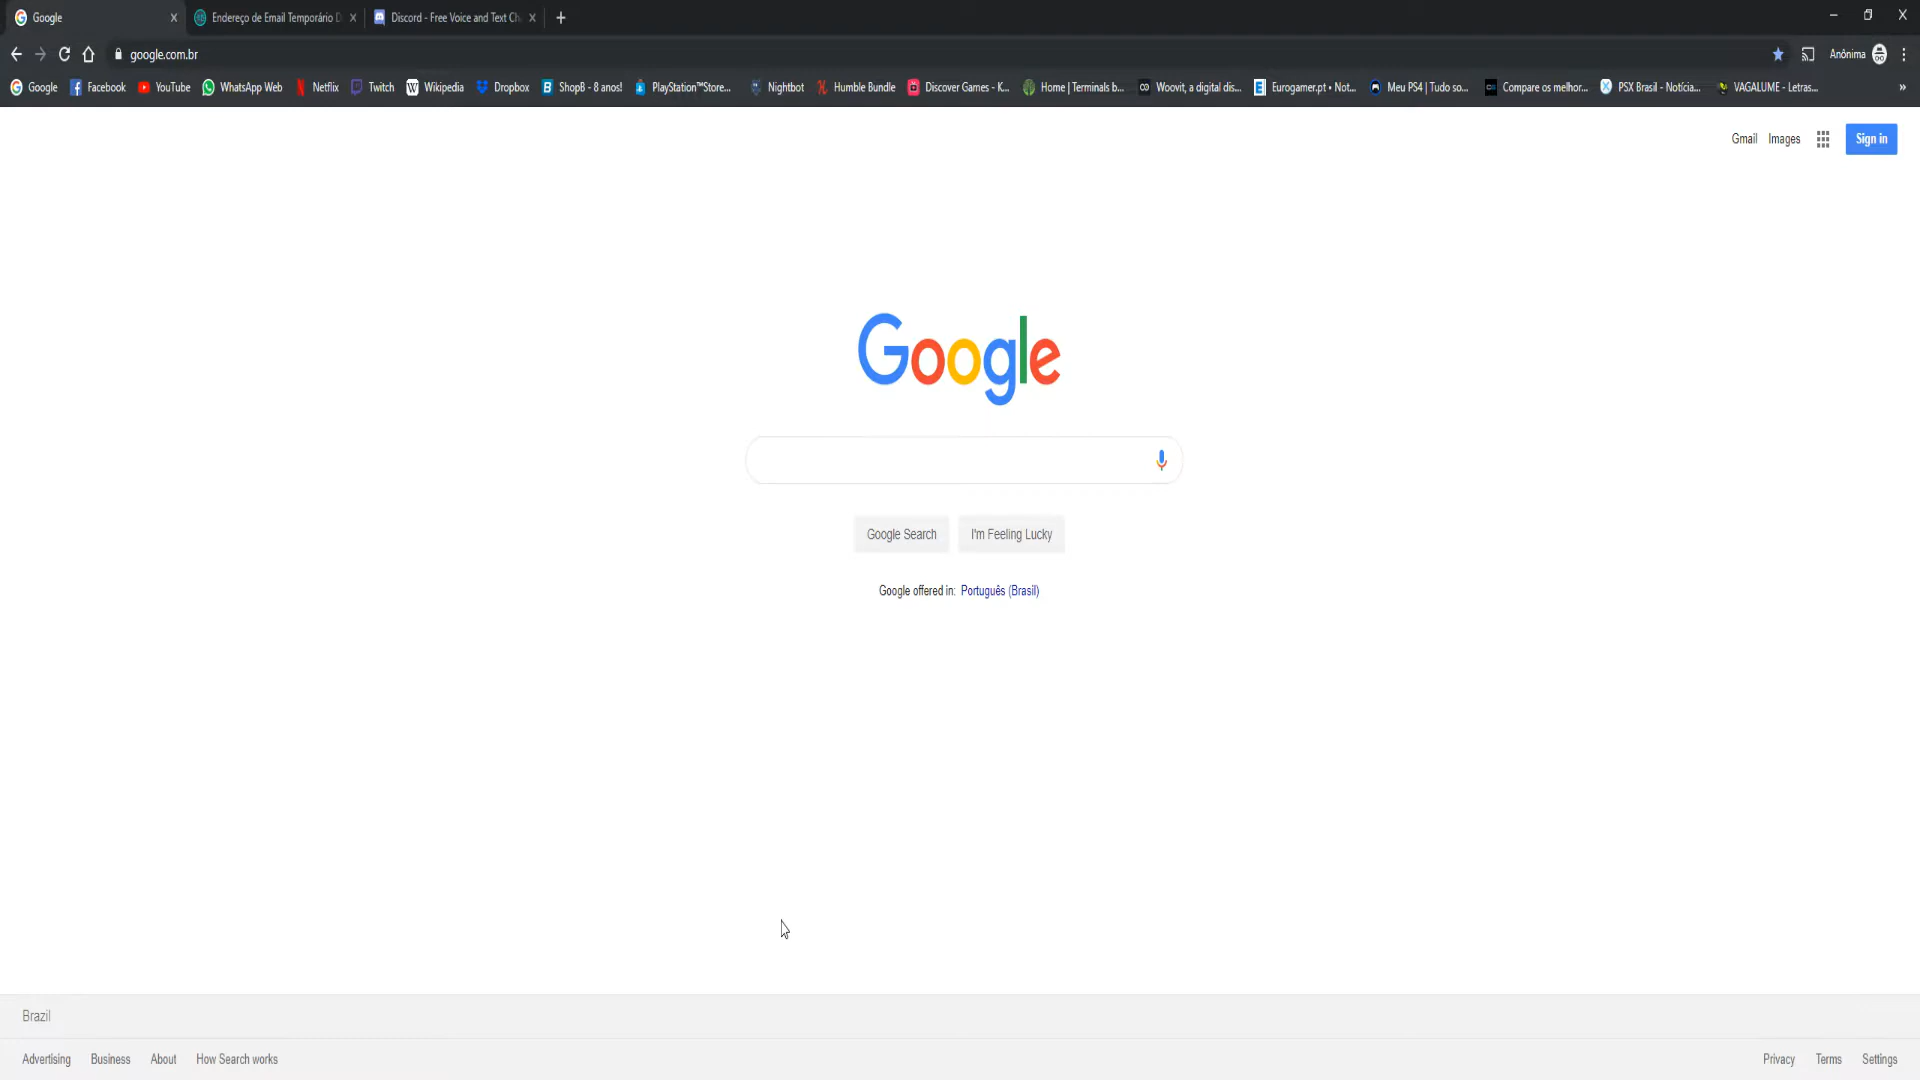 Google
Endereço de Email Temporário D
Discord - Free Voice and Text Ch
google.com.br
Anônima
Google
Facebook
YouTube
WhatsApp Web
Netflix
Twitch
Wikipedia
Dropbox
ShopB - 8 anos!
PlayStation™Store...
Nightbot
Humble Bundle
Discover Games - K...
Home | Terminals b...
Woovit, a digital dis...
Eurogamer.pt • Not...
Meu PS4 | Tudo so...
Compare os melhor...
PSX Brasil - Notícia...
VAGALUME - Letras...
Gmail
Images
Sign in
Google
Google Search
I'm Feeling Lucky
Google offered in: Português (Brasil)
Brazil
Advertising
Business
About
How Search works
Privacy
Terms
Settings